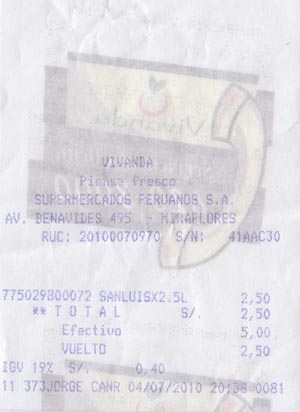 VIVANDA
Piensa fresco
SUPERMERCADOS PERUANOS S.A.
AV. BENAVIDES 495 - MIRAFLORES
RUC: 20100070970 S/N: 41AAC30
775029800072 SANLUISX2.5L 2,50
** T O T A L S/. 2,50
Efectivo 5,00
VUELTO 2,50
IGV 19% S/. 0,40
11 373JORGE CANR 04/07/2010 20:38 0081